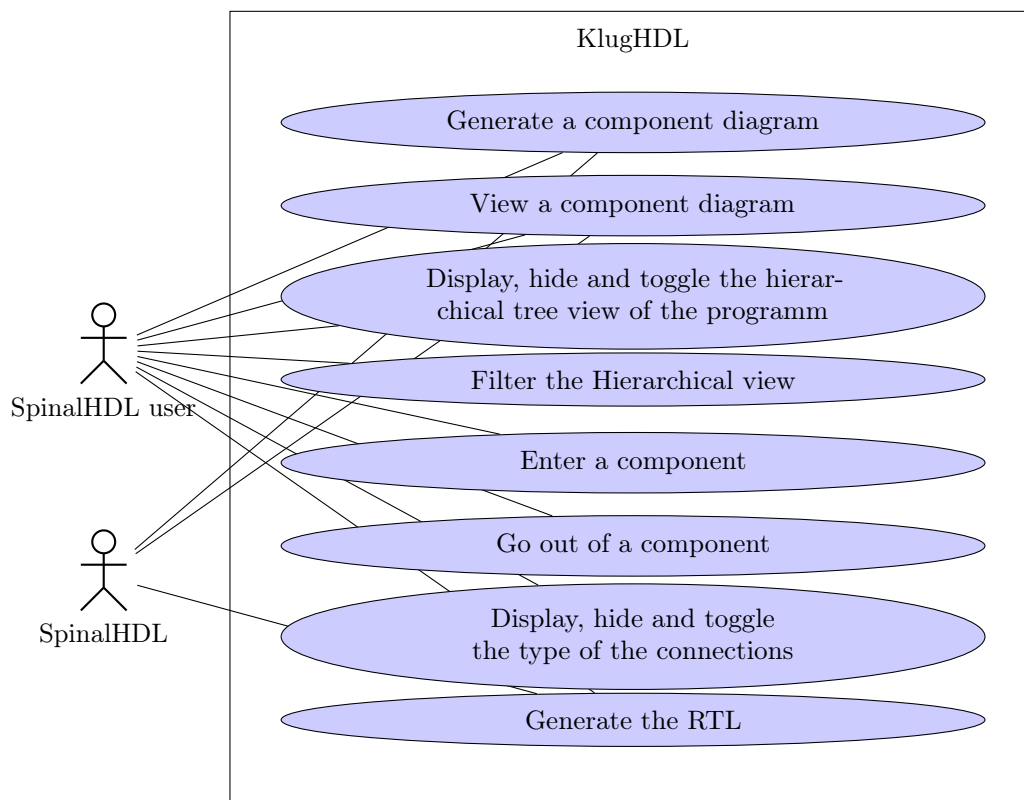 KlugHDL
Generate a component diagram
View a component diagram
Display, hide and toggle the hierar-
chical tree view of the programm
Filter the Hierarchical view
SpinalHDL user
Enter a component
Go out of a component
Display, hide and toggle
the type of the connections
SpinalHDL
Generate the RTL